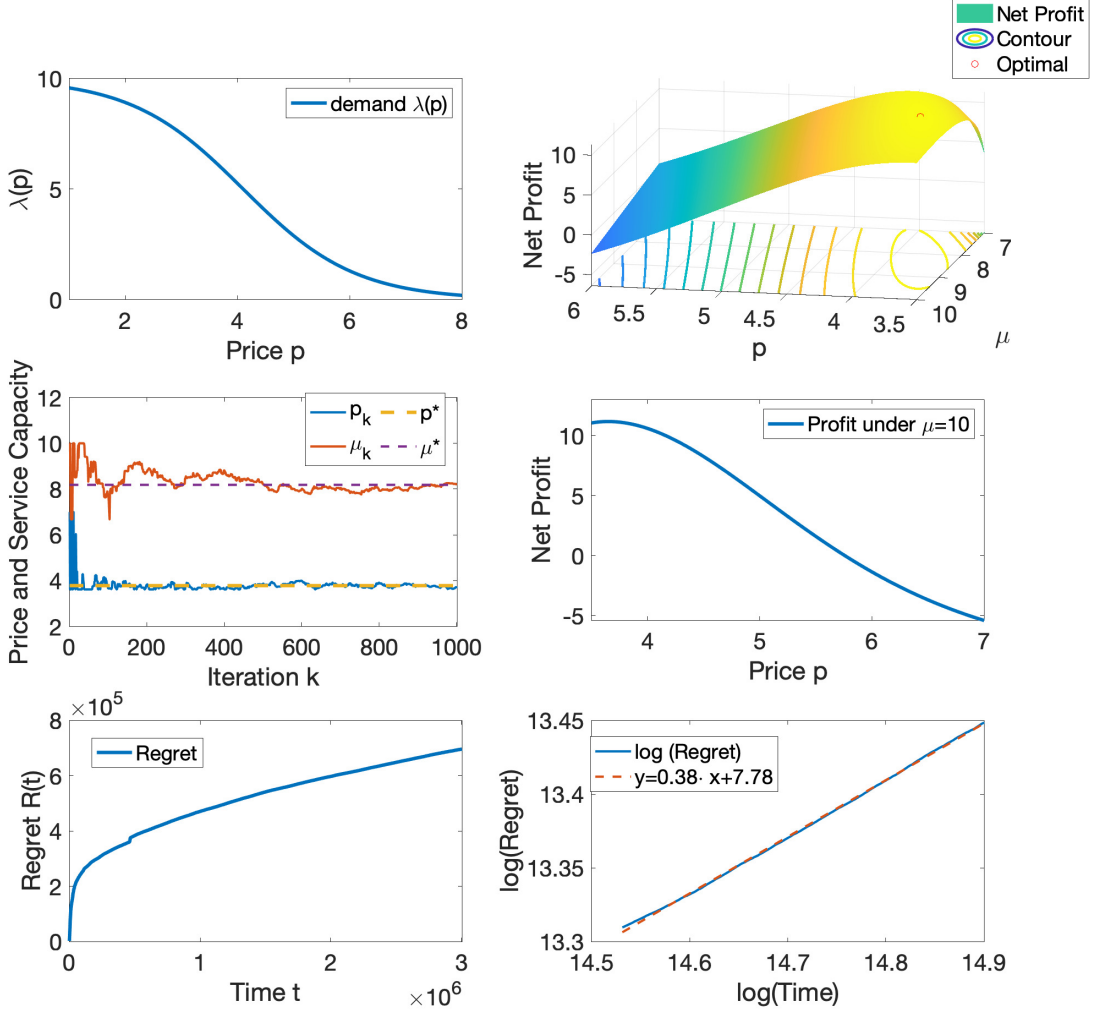 Net Profit
Contour
Optimal
10
5
0
λ(p)
demand λ(p)
2
4
6
8
Price p
10
5
0
-5
Net Profit
6
5.5
5
4.5
4
3.5
p
7
8
9
10
μ
12
10
8
6
4
2
Price and Service Capacity
p_k
p*
μ_k
μ*
0
200
400
600
800
1000
Iteration k
10
5
0
-5
Net Profit
Profit under μ=10
4
5
6
7
Price p
×10^5
8
6
4
2
0
Regret R(t)
Regret
0
1
2
3
Time t
×10^6
13.45
13.4
13.35
13.3
log(Regret)
log (Regret)
y=0.38· x+7.78
14.5
14.6
14.7
14.8
14.9
log(Time)